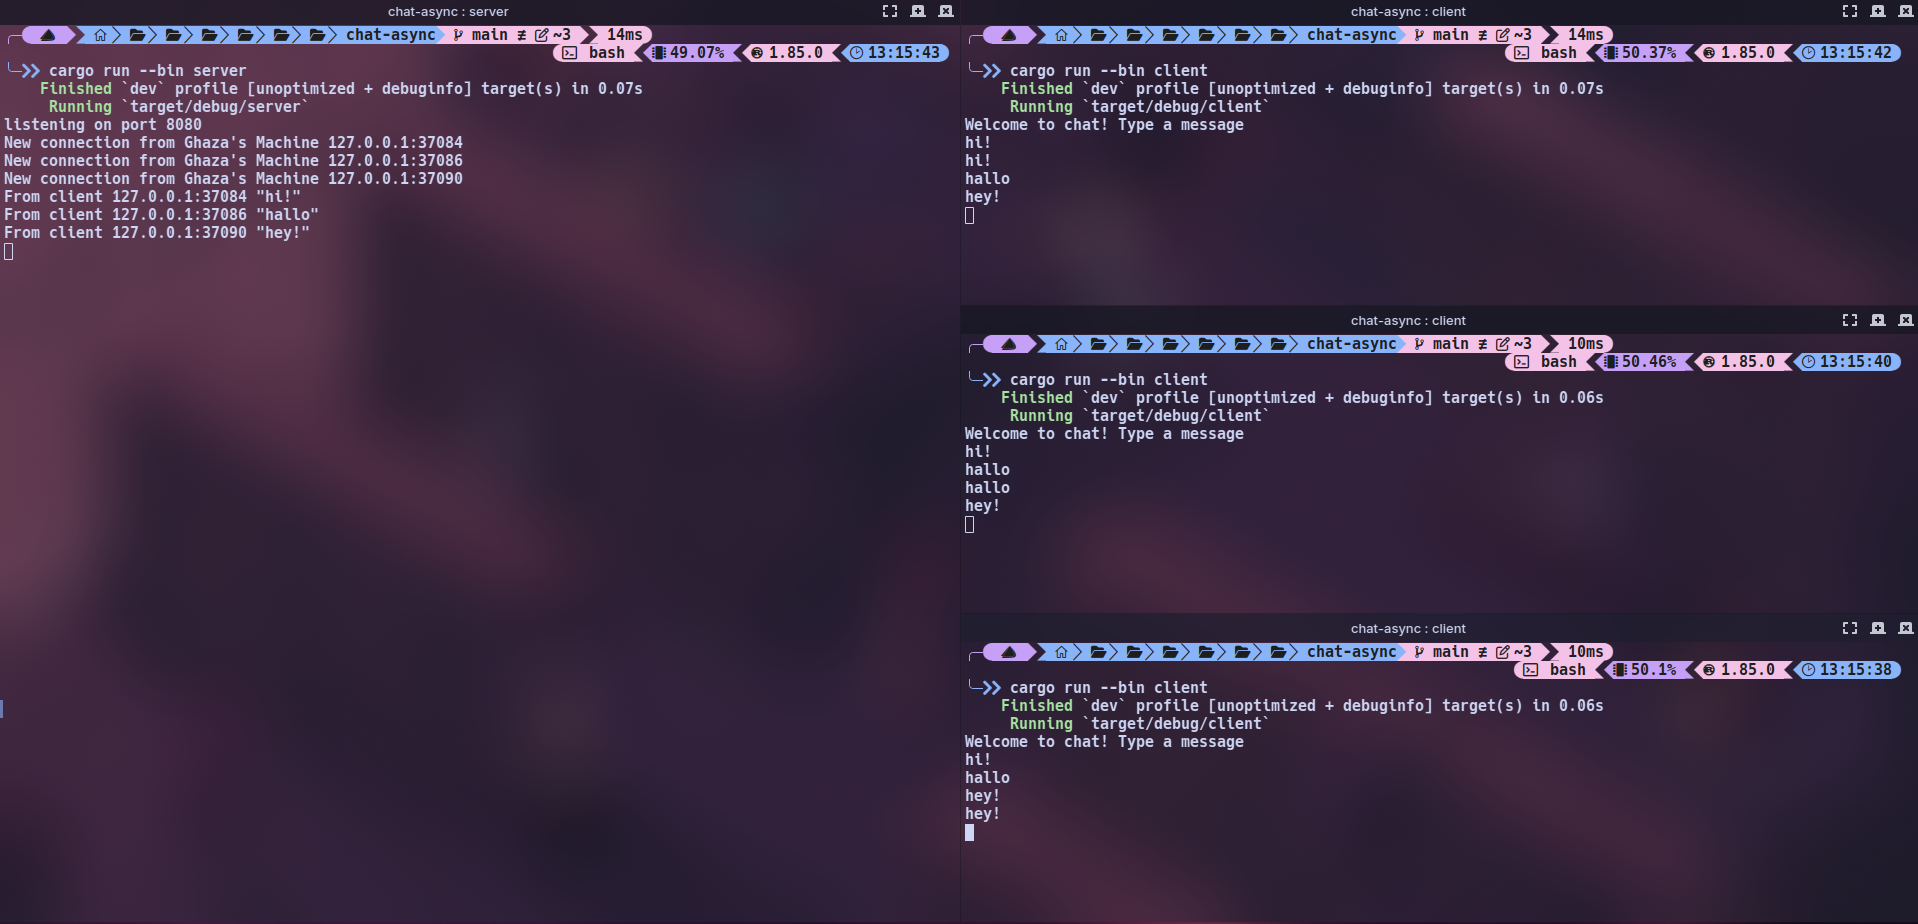 chat-async : server
chat-async main ≢ ~3 14ms
bash 49.07% 1.85.0 13:15:43
cargo run --bin server
Finished `dev` profile [unoptimized + debuginfo] target(s) in 0.07s
Running `target/debug/server`
listening on port 8080
New connection from Ghaza's Machine 127.0.0.1:37084
New connection from Ghaza's Machine 127.0.0.1:37086
New connection from Ghaza's Machine 127.0.0.1:37090
From client 127.0.0.1:37084 "hi!"
From client 127.0.0.1:37086 "hallo"
From client 127.0.0.1:37090 "hey!"
chat-async : client
chat-async main ≢ ~3 14ms
bash 50.37% 1.85.0 13:15:42
cargo run --bin client
Finished `dev` profile [unoptimized + debuginfo] target(s) in 0.07s
Running `target/debug/client`
Welcome to chat! Type a message
hi!
hi!
hallo
hey!
chat-async : client
chat-async main ≢ ~3 10ms
bash 50.46% 1.85.0 13:15:40
cargo run --bin client
Finished `dev` profile [unoptimized + debuginfo] target(s) in 0.06s
Running `target/debug/client`
Welcome to chat! Type a message
hi!
hallo
hallo
hey!
chat-async : client
chat-async main ≢ ~3 10ms
bash 50.1% 1.85.0 13:15:38
cargo run --bin client
Finished `dev` profile [unoptimized + debuginfo] target(s) in 0.06s
Running `target/debug/client`
Welcome to chat! Type a message
hi!
hallo
hey!
hey!